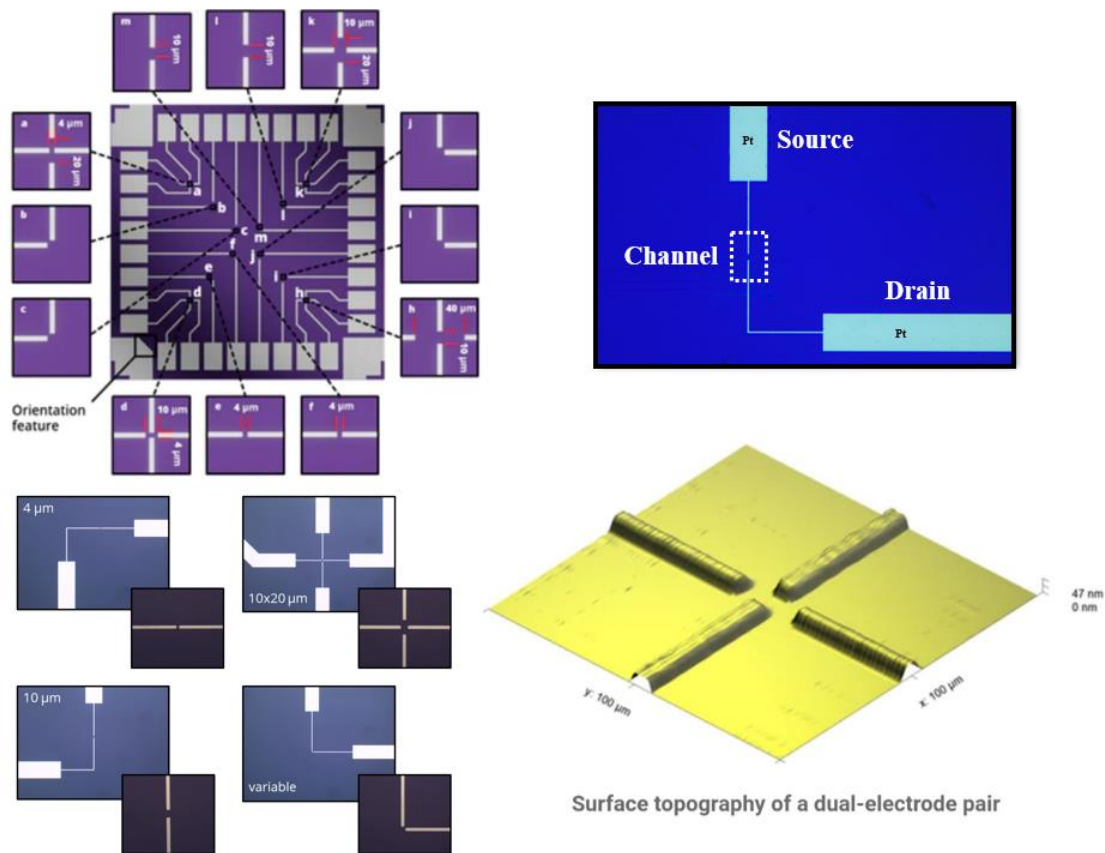 m
10 µm
l
10 µm
k
10 µm
20 µm
a
4 µm
20 µm
j
b
i
c
h
40 µm
10 µm
a
k
b
l
c
m
f
j
e
i
d
h
Orientation
feature
d
10 µm
4 µm
e
4 µm
f
4 µm
Pt
Source
Channel
Drain
Pt
4 µm
10x20 µm
10 µm
variable
47 nm
0 nm
y: 100 µm
x: 100 µm
Surface topography of a dual-electrode pair